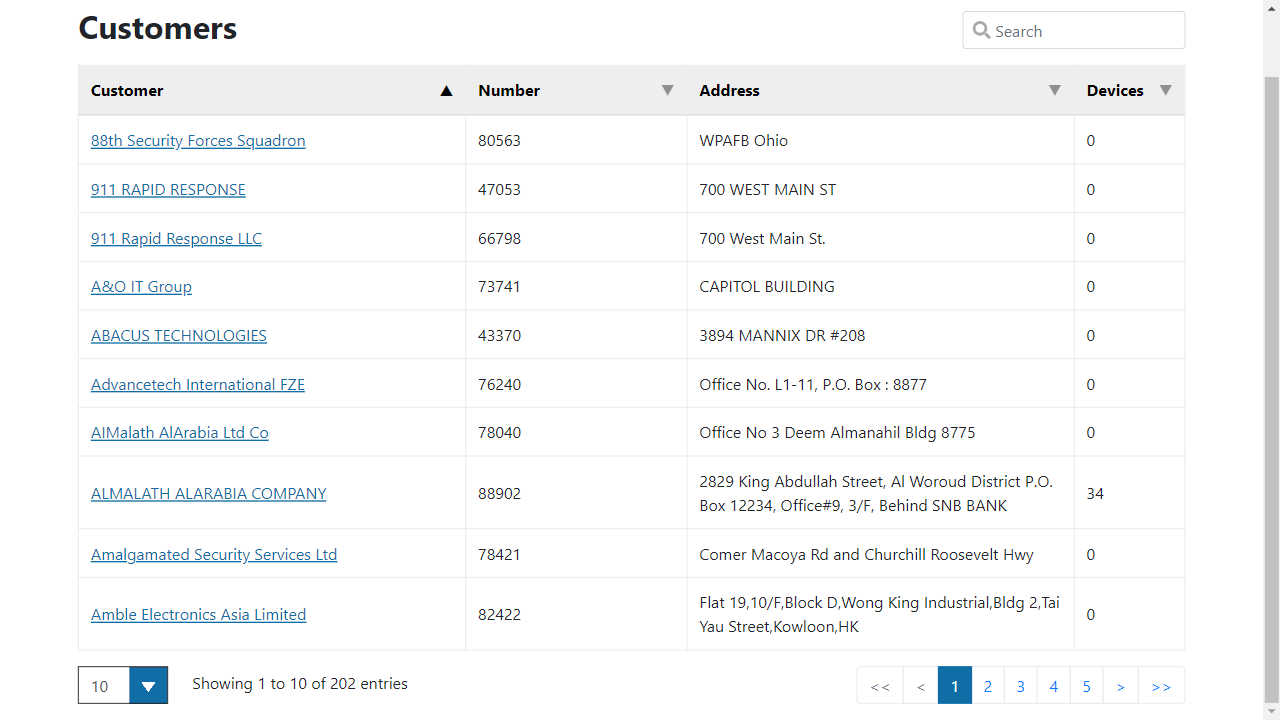 Customers
Search
Customer ▲ Number ▼ Address ▼ Devices ▼
88th Security Forces Squadron 80563 WPAFB Ohio 0
911 RAPID RESPONSE 47053 700 WEST MAIN ST 0
911 Rapid Response LLC 66798 700 West Main St. 0
A&O IT Group 73741 CAPITOL BUILDING 0
ABACUS TECHNOLOGIES 43370 3894 MANNIX DR #208 0
Advancetech International FZE 76240 Office No. L1-11, P.O. Box : 8877 0
AlMalath AlArabia Ltd Co 78040 Office No 3 Deem Almanahil Bldg 8775 0
ALMALATH ALARABIA COMPANY 88902 2829 King Abdullah Street, Al Woroud District P.O. 34
Box 12234, Office#9, 3/F, Behind SNB BANK
Amalgamated Security Services Ltd 78421 Comer Macoya Rd and Churchill Roosevelt Hwy 0
Amble Electronics Asia Limited 82422 Flat 19,10/F,Block D,Wong King Industrial,Bldg 2,Tai 0
Yau Street,Kowloon,HK
10 ▼ Showing 1 to 10 of 202 entries << < 1 2 3 4 5 > >>